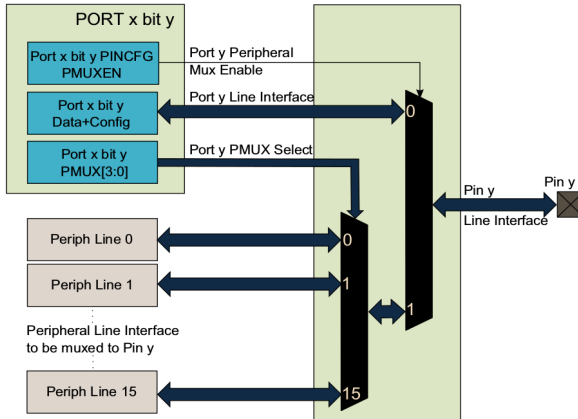 PORT x bit y
Port x bit y PINCFG
PMUXEN
Port y Peripheral
Mux Enable
Port x bit y
Data+Config
Port y Line Interface
0
Port x bit y
PMUX[3:0]
Port y PMUX Select
Pin y
Line Interface
Pin y
Periph Line 0
0
Periph Line 1
1
1
Peripheral Line Interface
to be muxed to Pin y
Periph Line 15
15